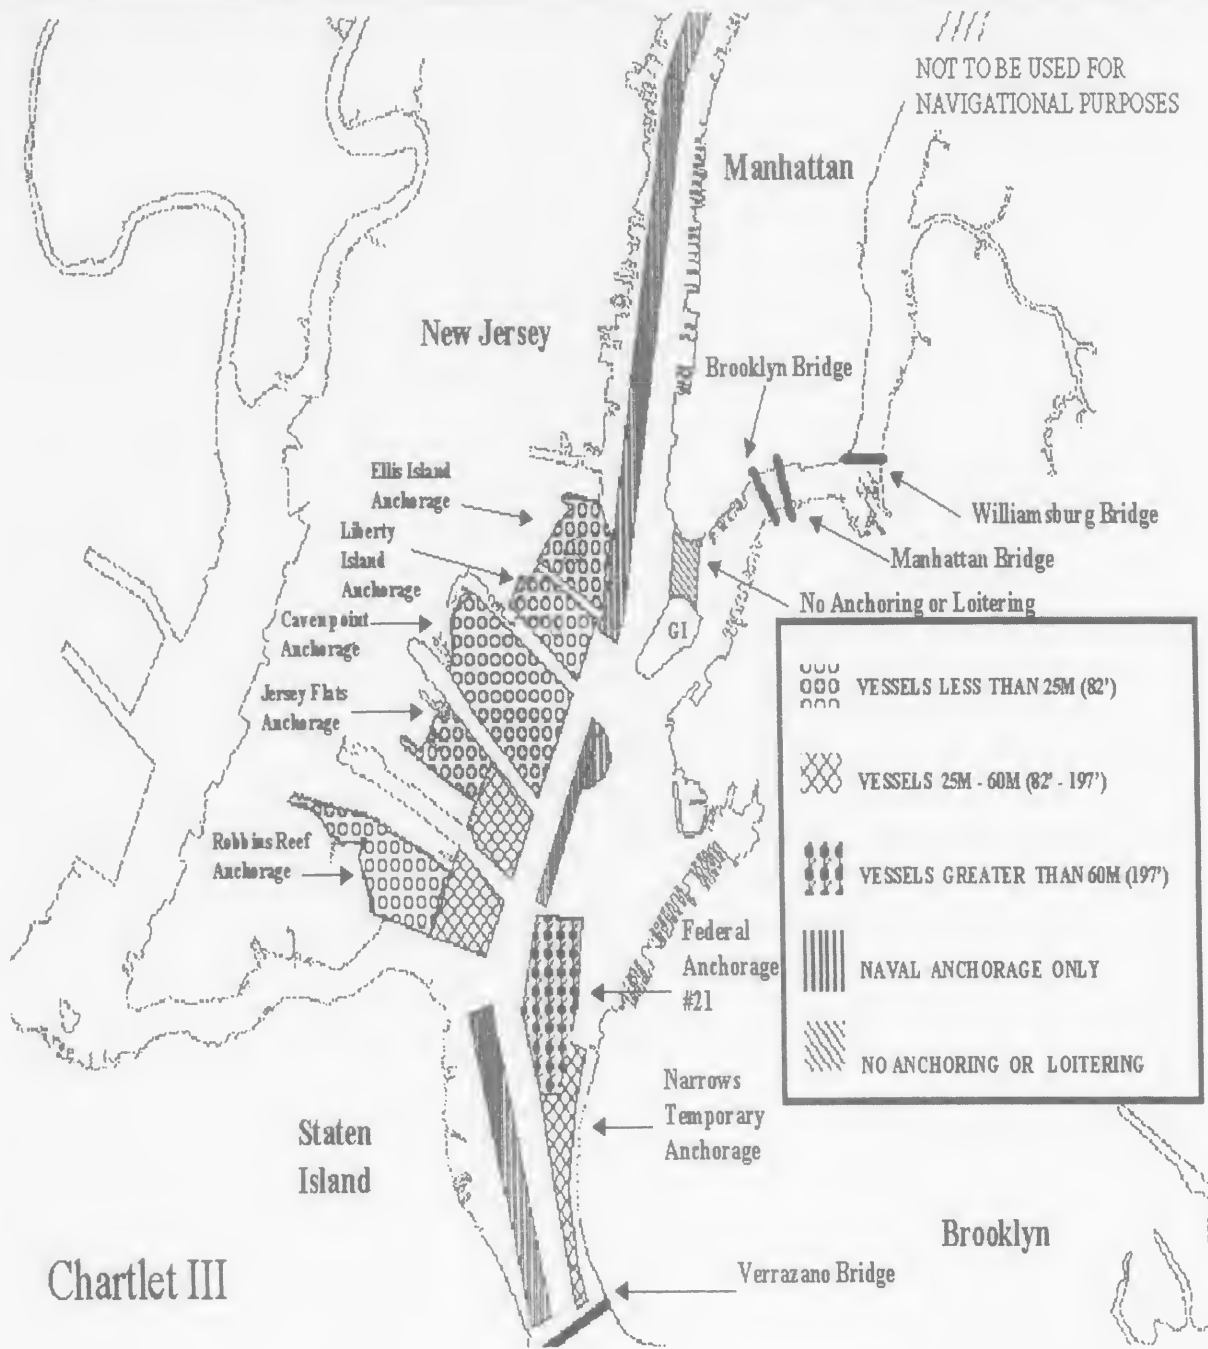 NOT TO BE USED FOR
NAVIGATIONAL PURPOSES
Manhattan
New Jersey
Brooklyn Bridge
Ellis Island
Anchorage
Liberty
Island
Anchorage
Williamsburg Bridge
Manhattan Bridge
No Anchoring or Loitering
Cavenpoint
Anchorage
GI
Jersey Flats
Anchorage
Robbins Reef
Anchorage
VESSELS LESS THAN 25M (82')
VESSELS 25M - 60M (82' - 197')
VESSELS GREATER THAN 60M (197')
NAVAL ANCHORAGE ONLY
NO ANCHORING OR LOITERING
Federal
Anchorage
#21
Narrows
Temporary
Anchorage
Staten
Island
Brooklyn
Verrazano Bridge
Chartlet III